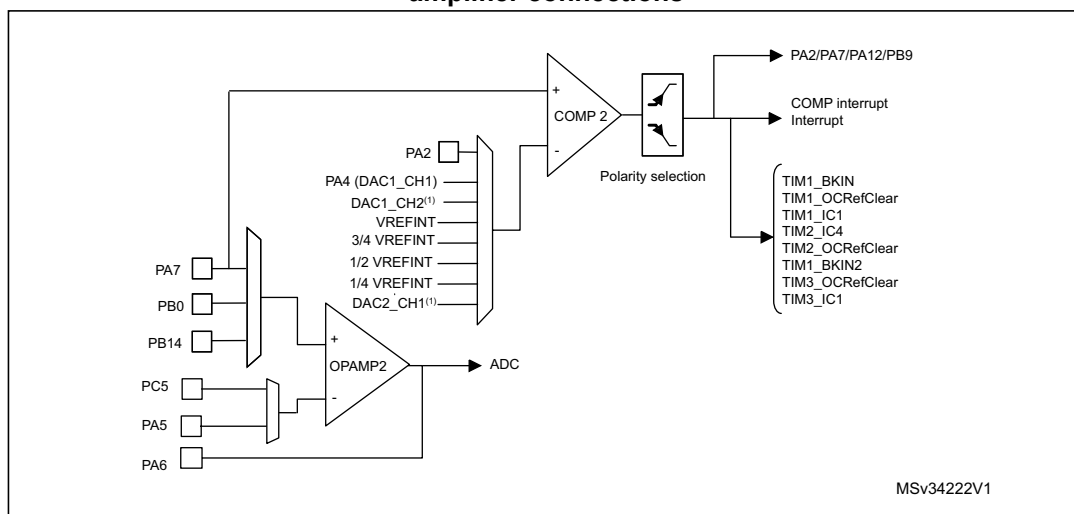 amplifier connections
PA2/PA7/PA12/PB9
COMP interrupt
Interrupt
+
COMP 2
-
Polarity selection
PA2
PA4 (DAC1_CH1)
DAC1_CH2(1)
VREFINT
3/4 VREFINT
1/2 VREFINT
1/4 VREFINT
DAC2_CH1(1)
TIM1_BKIN
TIM1_OCRefClear
TIM1_IC1
TIM2_IC4
TIM2_OCRefClear
TIM1_BKIN2
TIM3_OCRefClear
TIM3_IC1
PA7
PB0
PB14
PC5
PA5
PA6
+
OPAMP2
-
ADC
MSv34222V1